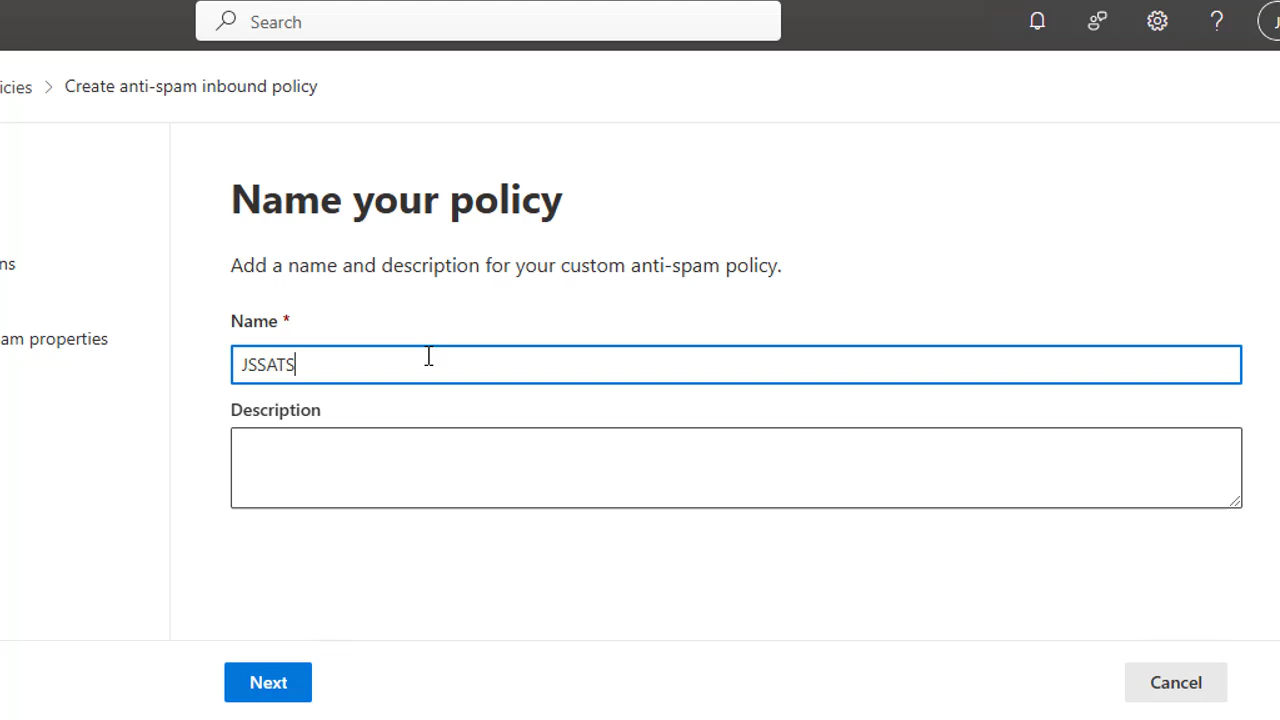 Search
J
icies > Create anti-spam inbound policy
Name your policy
Add a name and description for your custom anti-spam policy.
ns
Name *
am properties
JSSATS
Description
Next
Cancel